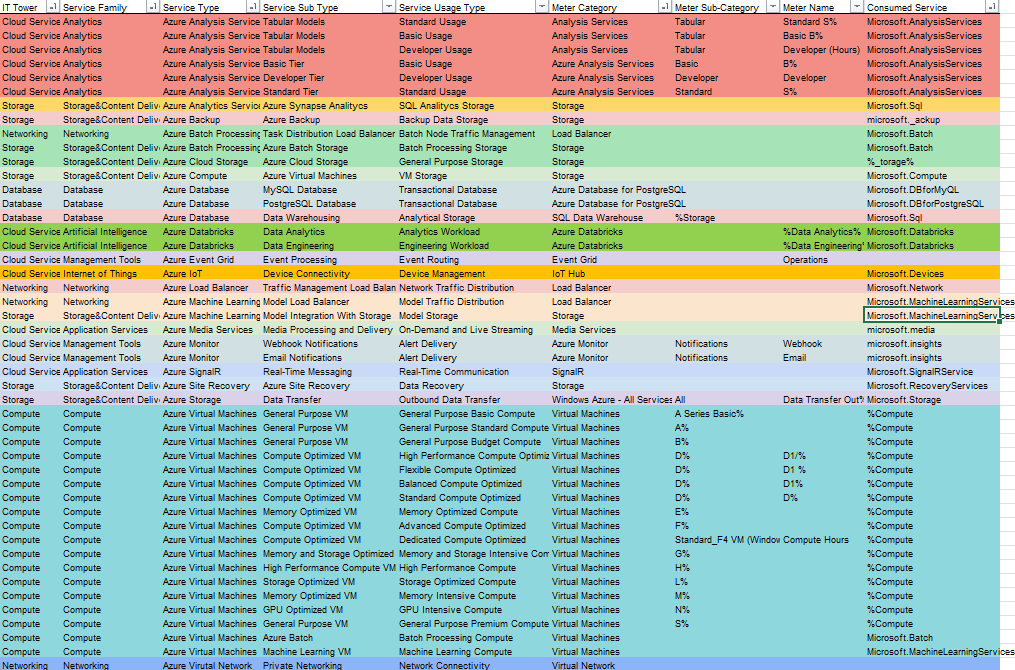 IT Tower Service Family Service Type Service Sub Type Service Usage Type Meter Category Meter Sub-Category Meter Name Consumed Service
Cloud Service Analytics Azure Analysis Service Tabular Models Standard Usage Analysis Services Tabular Standard S% Microsoft.AnalysisServices
Cloud Service Analytics Azure Analysis Service Tabular Models Basic Usage Analysis Services Tabular Basic B% Microsoft.AnalysisServices
Cloud Service Analytics Azure Analysis Service Tabular Models Developer Usage Analysis Services Tabular Developer (Hours) Microsoft.AnalysisServices
Cloud Service Analytics Azure Analysis Service Basic Tier Basic Usage Azure Analysis Services Basic B% Microsoft.AnalysisServices
Cloud Service Analytics Azure Analysis Service Developer Tier Developer Usage Azure Analysis Services Developer Developer Microsoft.AnalysisServices
Cloud Service Analytics Azure Analysis Service Standard Tier Standard Usage Azure Analysis Services Standard S% Microsoft.AnalysisServices
Storage Storage&Content Deliv Azure Analytics Servic Azure Synapse Analitycs SQL Analitycs Storage Storage Microsoft.Sql
Storage Storage&Content Deliv Azure Backup Azure Backup Backup Data Storage Storage microsoft._ackup
Networking Networking Azure Batch Processing Task Distribution Load Balancer Batch Node Traffic Management Load Balancer Microsoft.Batch
Storage Storage&Content Deliv Azure Batch Processing Azure Batch Storage Batch Processing Storage Storage Microsoft.Batch
Storage Storage&Content Deliv Azure Cloud Storage Azure Cloud Storage General Purpose Storage Storage %_torage%
Storage Storage&Content Deliv Azure Compute Azure Virtual Machines VM Storage Storage Microsoft.Compute
Database Database Azure Database MySQL Database Transactional Database Azure Database for PostgreSQL Microsoft.DBforMyQL
Database Database Azure Database PostgreSQL Database Transactional Database Azure Database for PostgreSQL Microsoft.DBforPostgreSQL
Database Database Azure Database Data Warehousing Analytical Storage SQL Data Warehouse %Storage Microsoft.Sql
Cloud Service Artificial Intelligence Azure Databricks Data Analytics Analytics Workload Azure Databricks %Data Analytics% Microsoft.Databricks
Cloud Service Artificial Intelligence Azure Databricks Data Engineering Engineering Workload Azure Databricks %Data Engineering' Microsoft.Databricks
Cloud Service Management Tools Azure Event Grid Event Processing Event Routing Event Grid Operations
Cloud Service Internet of Things Azure IoT Device Connectivity Device Management IoT Hub Microsoft.Devices
Networking Networking Azure Load Balancer Traffic Management Load Balan Network Traffic Distribution Load Balancer Microsoft.Network
Networking Networking Azure Machine Learning Model Load Balancer Model Traffic Distribution Load Balancer Microsoft.MachineLearningServices
Storage Storage&Content Deliv Azure Machine Learning Model Integration With Storage Model Storage Storage Microsoft.MachineLearningServices
Cloud Service Application Services Azure Media Services Media Processing and Delivery On-Demand and Live Streaming Media Services microsoft.media
Cloud Service Management Tools Azure Monitor Webhook Notifications Alert Delivery Azure Monitor Notifications Webhook microsoft.insights
Cloud Service Management Tools Azure Monitor Email Notifications Alert Delivery Azure Monitor Notifications Email microsoft.insights
Cloud Service Application Services Azure SignalR Real-Time Messaging Real-Time Communication SignalR Microsoft.SignalRService
Storage Storage&Content Deliv Azure Site Recovery Azure Site Recovery Data Recovery Storage Microsoft.RecoveryServices
Storage Storage&Content Deliv Azure Storage Data Transfer Outbound Data Transfer Windows Azure - All Services All Data Transfer Out% Microsoft.Storage
Compute Compute Azure Virtual Machines General Purpose VM General Purpose Basic Compute Virtual Machines A Series Basic% %Compute
Compute Compute Azure Virtual Machines General Purpose VM General Purpose Standard Compute Virtual Machines A% %Compute
Compute Compute Azure Virtual Machines General Purpose VM General Purpose Budget Compute Virtual Machines B% %Compute
Compute Compute Azure Virtual Machines Compute Optimized VM High Performance Compute Optimiz Virtual Machines D% D1/% %Compute
Compute Compute Azure Virtual Machines Compute Optimized VM Flexible Compute Optimized Virtual Machines D% D1 % %Compute
Compute Compute Azure Virtual Machines Compute Optimized VM Balanced Compute Optimized Virtual Machines D% D1% %Compute
Compute Compute Azure Virtual Machines Compute Optimized VM Standard Compute Optimized Virtual Machines D% D% %Compute
Compute Compute Azure Virtual Machines Memory Optimized VM Memory Optimized Compute Virtual Machines E% %Compute
Compute Compute Azure Virtual Machines Compute Optimized VM Advanced Compute Optimized Virtual Machines F% %Compute
Compute Compute Azure Virtual Machines Compute Optimized VM Dedicated Compute Optimized Virtual Machines Standard_F4 VM (Window Compute Hours %Compute
Compute Compute Azure Virtual Machines Memory and Storage Optimized Memory and Storage Intensive Com Virtual Machines G% %Compute
Compute Compute Azure Virtual Machines High Performance Compute VM High Performance Compute Virtual Machines H% %Compute
Compute Compute Azure Virtual Machines Storage Optimized VM Storage Optimized Compute Virtual Machines L% %Compute
Compute Compute Azure Virtual Machines Memory Optimized VM Memory Intensive Compute Virtual Machines M% %Compute
Compute Compute Azure Virtual Machines GPU Optimized VM GPU Intensive Compute Virtual Machines N% %Compute
Compute Compute Azure Virtual Machines General Purpose VM General Purpose Premium Compute Virtual Machines S% %Compute
Compute Compute Azure Virtual Machines Azure Batch Batch Processing Compute Virtual Machines Microsoft.Batch
Compute Compute Azure Virtual Machines Machine Learning VM Machine Learning Compute Virtual Machines Microsoft.MachineLearningServices
Networking Networking Azure Virutal Network Private Networking Network Connectivity Virtual Network